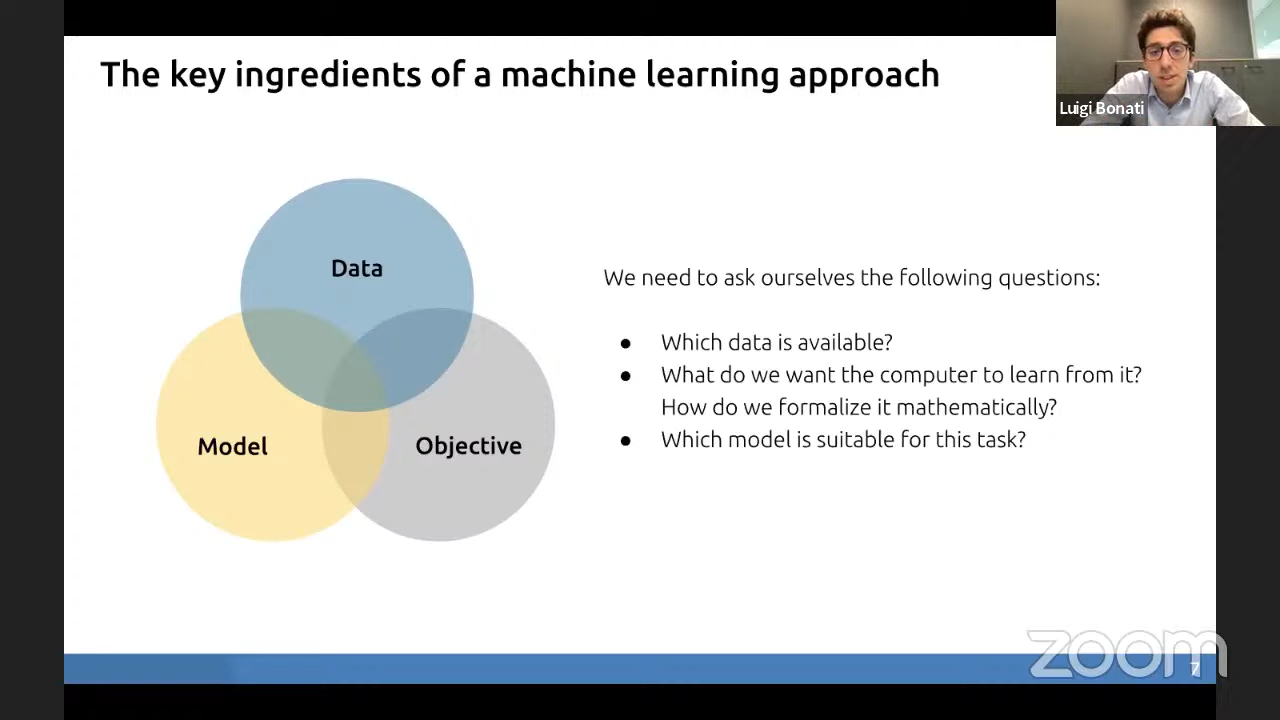 The key ingredients of a machine learning approach
Luigi Bonati
Data
Model
Objective
We need to ask ourselves the following questions:
● Which data is available?
● What do we want the computer to learn from it?
How do we formalize it mathematically?
● Which model is suitable for this task?
zoom
7